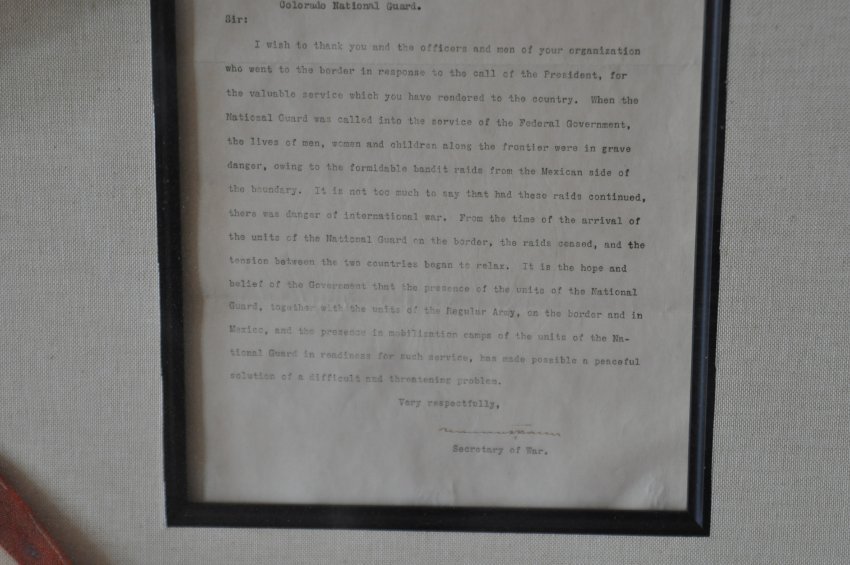 Colorado National Guard.
Sir:
I wish to thank you and the officers and men of your organization
who went to the border in response to the call of the President, for
the valuable service which you have rendered to the country. When the
National Guard was called into the service of the Federal Government,
the lives of men, women and children along the frontier were in grave
danger, owing to the formidable bandit raids from the Mexican side of
the boundary. It is not too much to say that had these raids continued,
there was danger of international war. From the time of the arrival of
the units of the National Guard on the border, the raids ceased, and the
tension between the two countries began to relax. It is the hope and
belief of the Government that the presence of the units of the National
Guard, together with the units of the Regular Army, on the border and in
Mexico, and the presence in mobilization camps of the units of the Na-
tional Guard in readiness for such service, has made possible a peaceful
solution of a difficult and threatening problem.
Very respectfully,
Secretary of War.